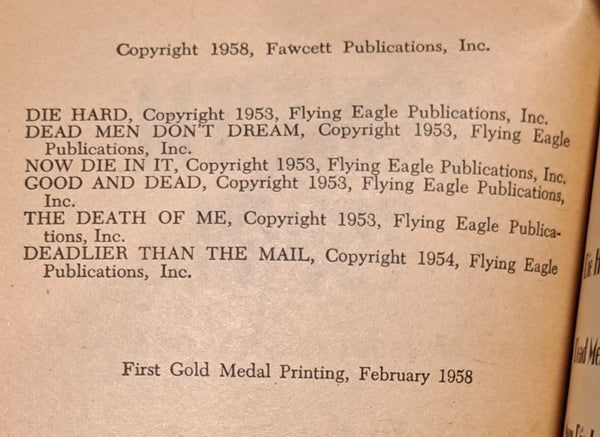 Copyright 1958, Fawcett Publications, Inc.
DIE HARD, Copyright 1953, Flying Eagle Publications, Inc.
DEAD MEN DON'T DREAM, Copyright 1953, Flying Eagle
Publications, Inc.
NOW DIE IN IT, Copyright 1953, Flying Eagle Publications, Inc.
GOOD AND DEAD, Copyright 1953, Flying Eagle Publications,
Inc.
THE DEATH OF ME, Copyright 1953, Flying Eagle Publica-
tions, Inc.
DEADLIER THAN THE MAIL, Copyright 1954, Flying Eagle
Publications, Inc.
First Gold Medal Printing, February 1958